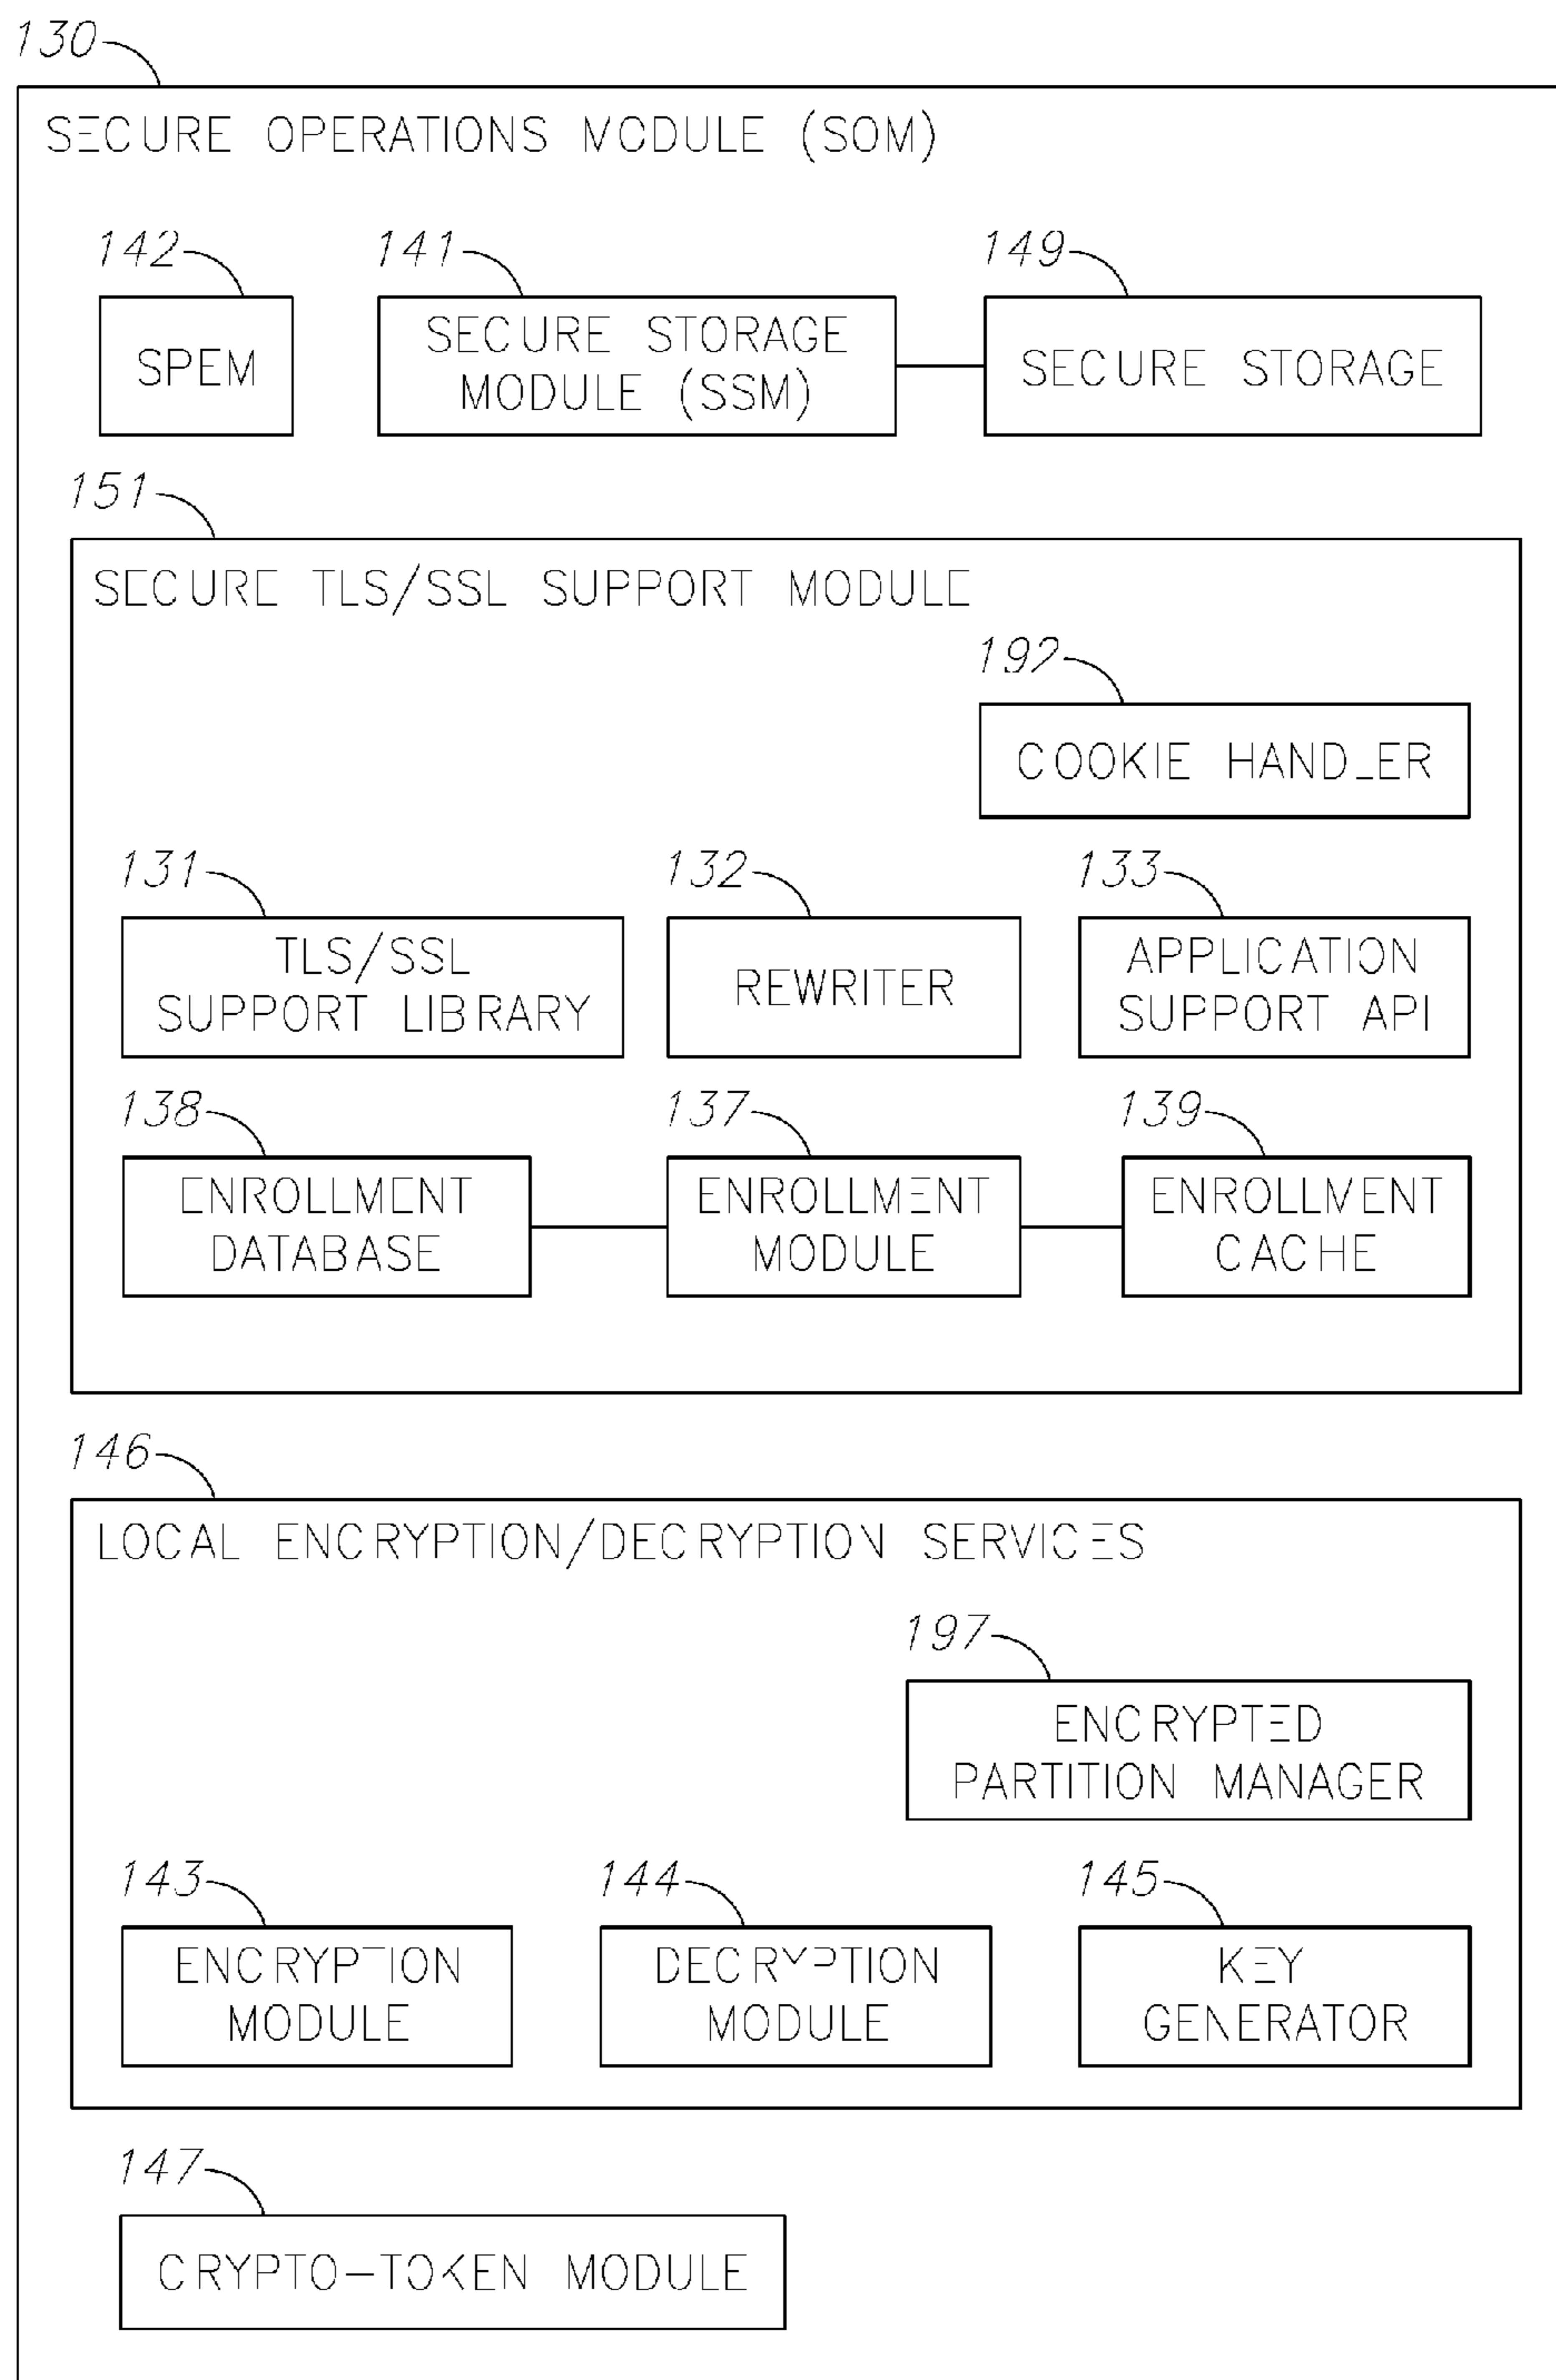 130
SECURE OPERATIONS MODULE (SOM)
142
141
149
SPEM
SECURE STORAGE
MODULE (SSM)
SECURE STORAGE
151
SECURE TLS/SSL SUPPORT MODULE
192
COOKIE HANDLER
131
132
133
TLS/SSL
SUPPORT LIBRARY
REWRITER
APPLICATION
SUPPORT API
138
137
139
ENROLLMENT
DATABASE
ENROLLMENT
MODULE
ENROLLMENT
CACHE
146
LOCAL ENCRYPTION/DECRYPTION SERVICES
197
ENCRYPTED
PARTITION MANAGER
143
144
145
ENCRYPTION
MODULE
DECRYPTION
MODULE
KEY
GENERATOR
147
CRYPTO-TOKEN MODULE